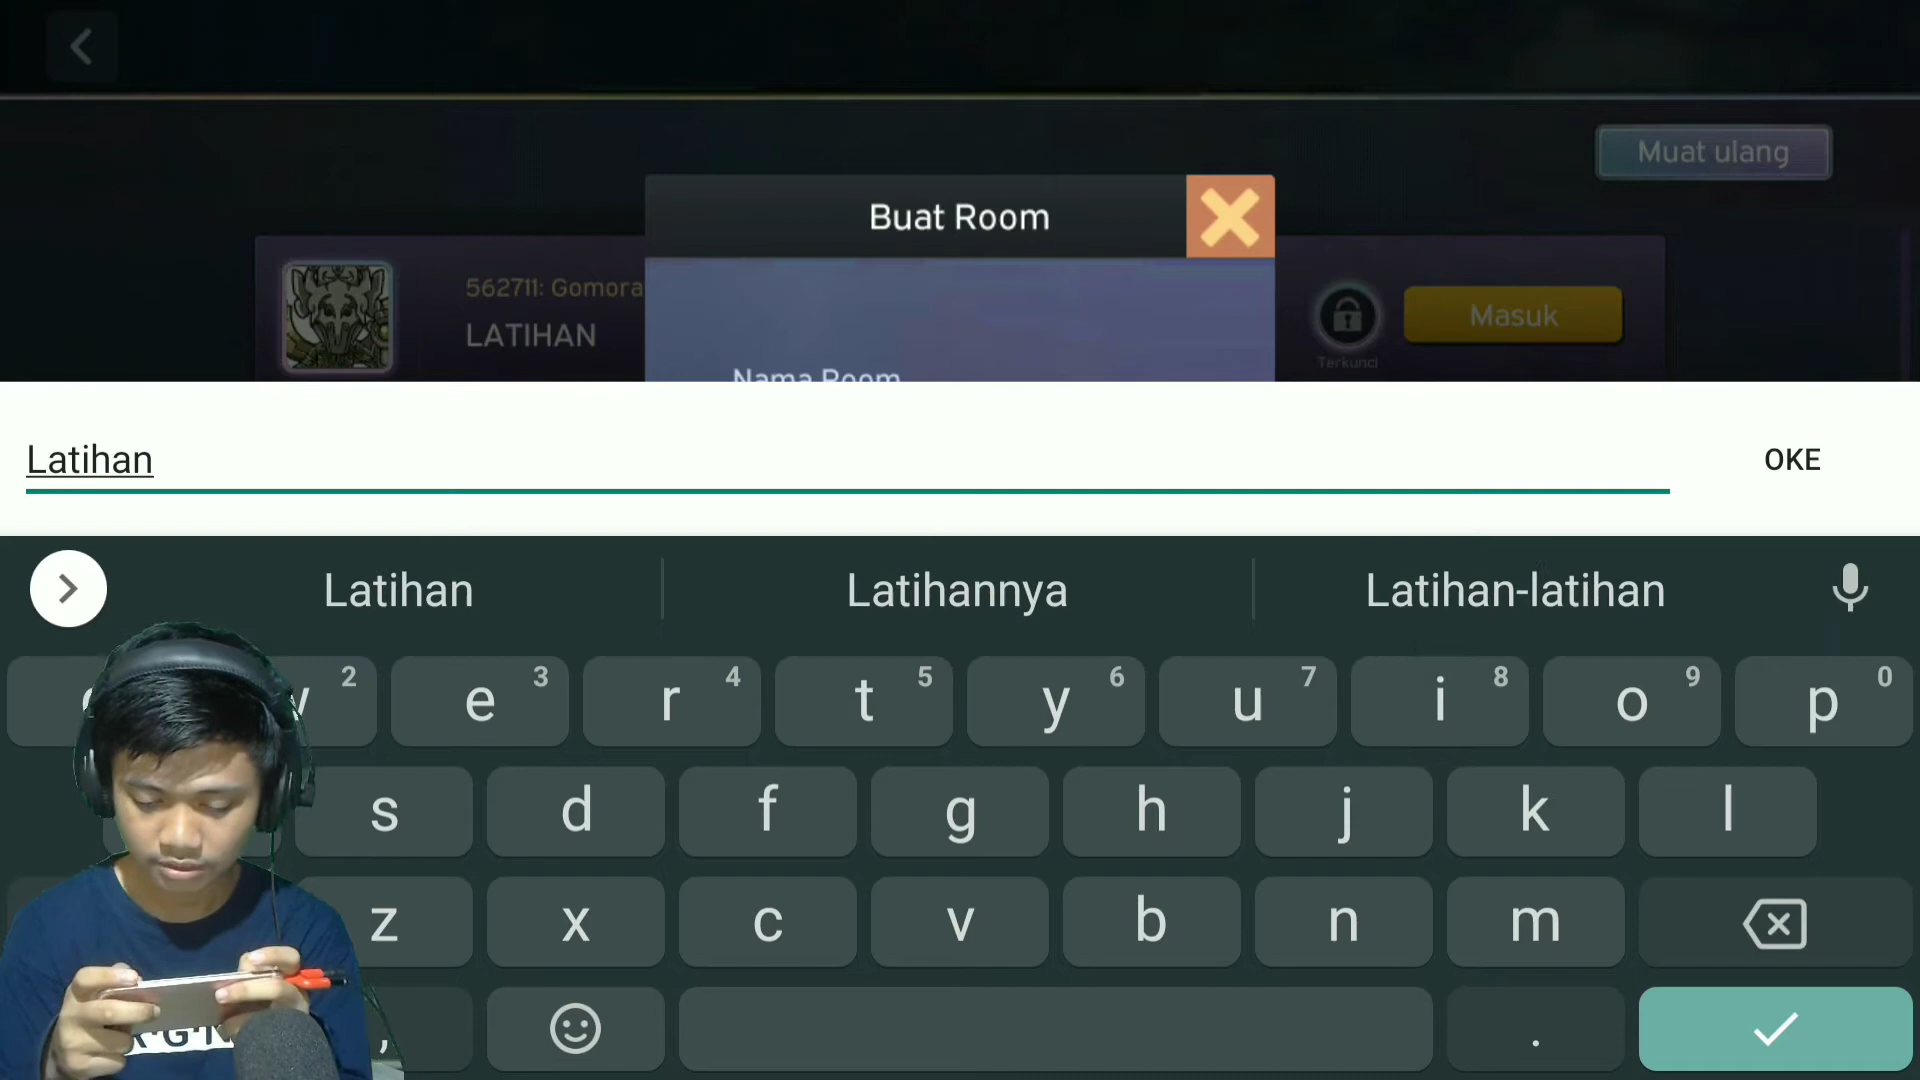 Muat ulang
Buat Room
562711: Gomora
LATIHAN
Masuk
Terkunci
Nama Room
Latihan
OKE
Latihan Latihannya Latihan-latihan
2 e 3 r 4 t 5 y 6 u 7 i 8 o 9 p 0
s d f g h j k l
z x c v b n m
, .